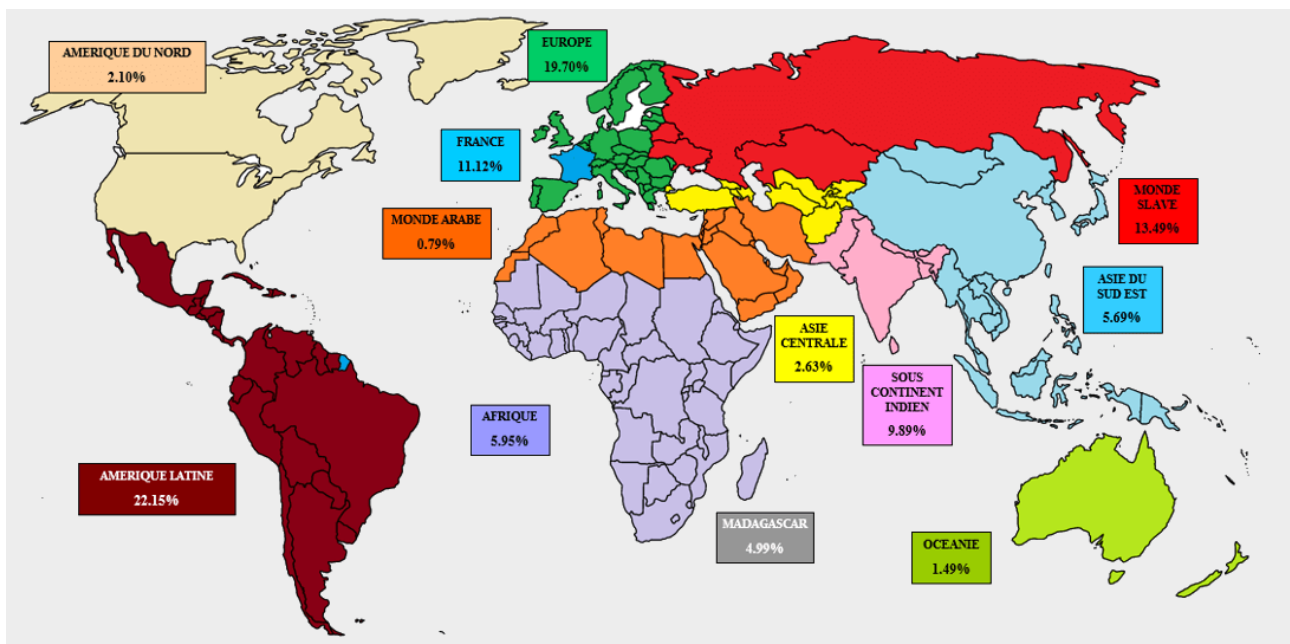 AMERIQUE DU NORD
2.10%
EUROPE
19.70%
FRANCE
11.12%
MONDE ARABE
0.79%
MONDE
SLAVE
13.49%
ASIE DU
SUD EST
5.69%
ASIE
CENTRALE
2.63%
SOUS
CONTINENT
INDIEN
9.89%
AFRIQUE
5.95%
AMERIQUE LATINE
22.15%
MADAGASCAR
4.99%
OCEANIE
1.49%